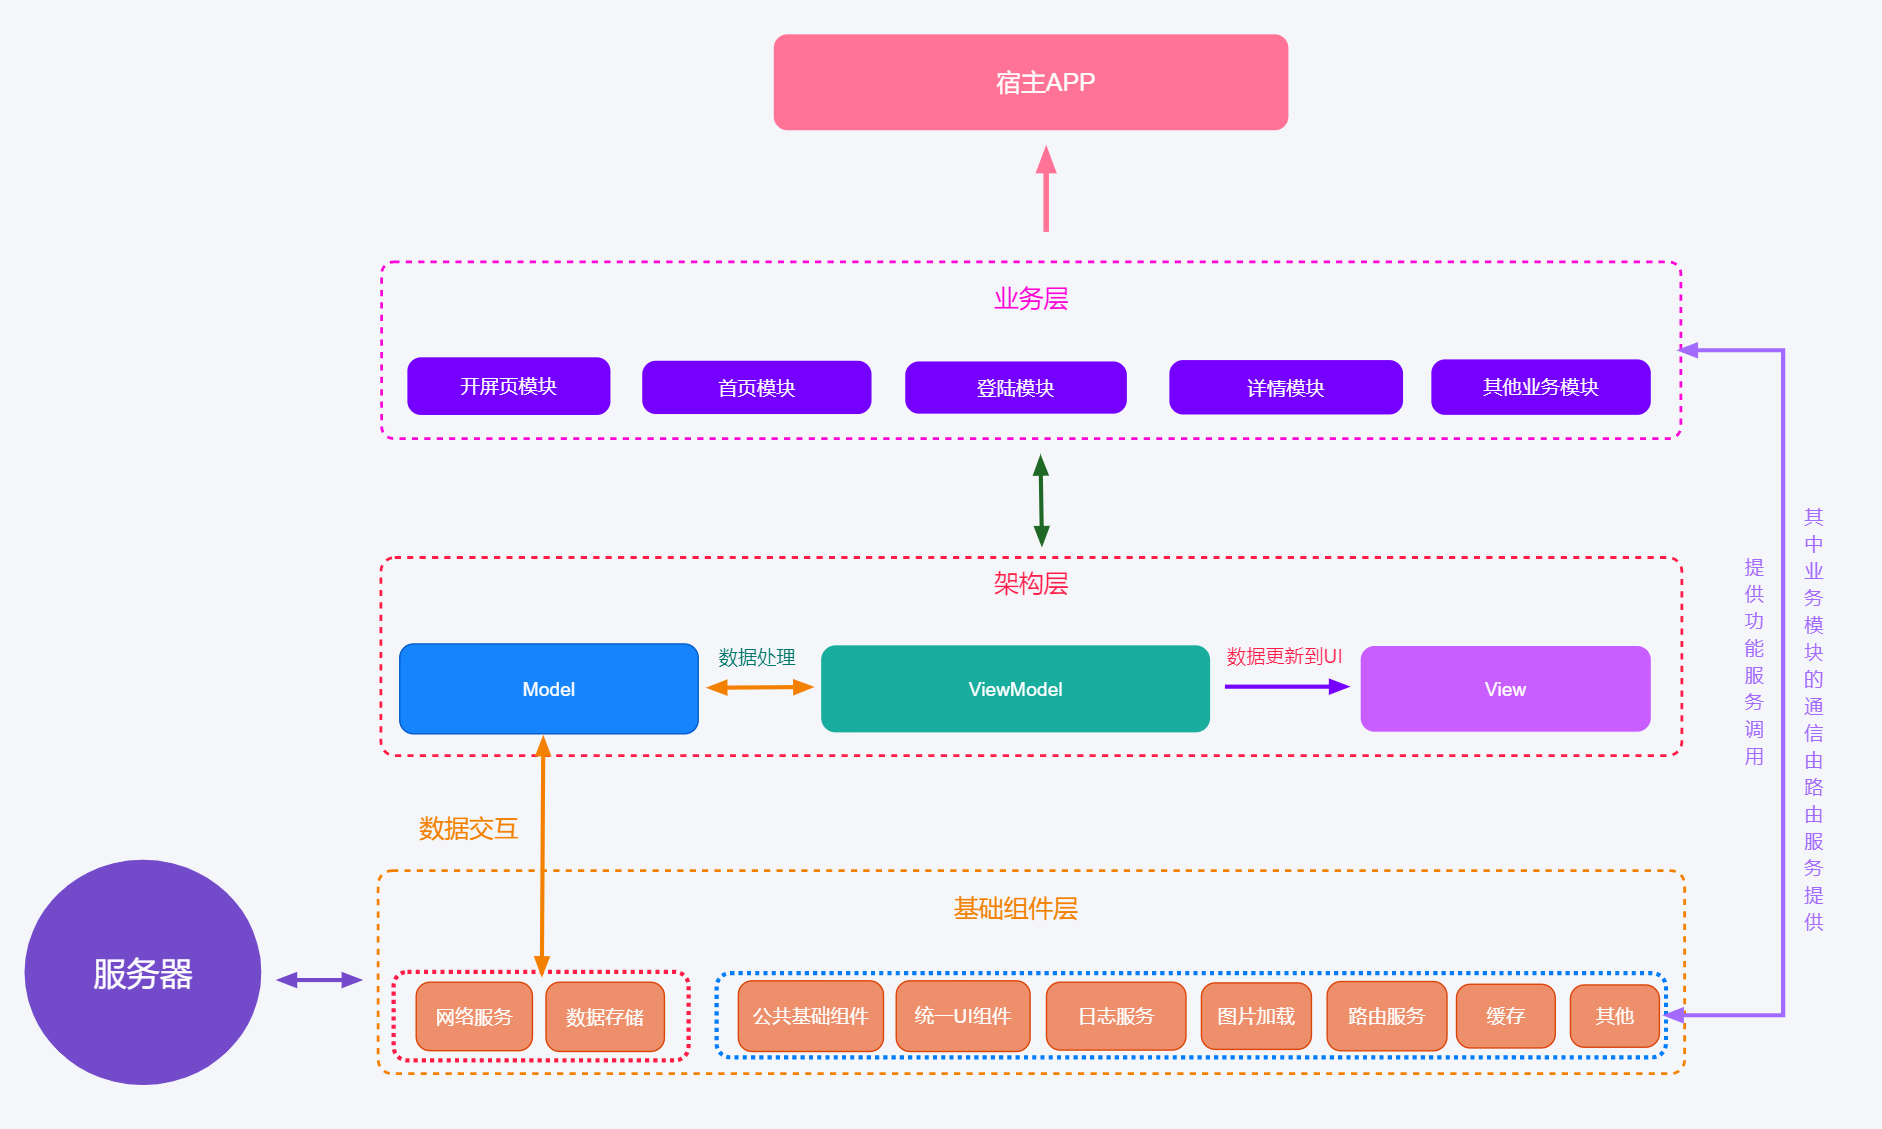 宿主APP
业务层
开屏页模块
首页模块
登陆模块
详情模块
其他业务模块
架构层
Model
数据处理
ViewModel
数据更新到UI
View
提供功能服务调用
其中业务模块的通信由路由服务提供
数据交互
服务器
基础组件层
网络服务
数据存储
公共基础组件
统一UI组件
日志服务
图片加载
路由服务
缓存
其他